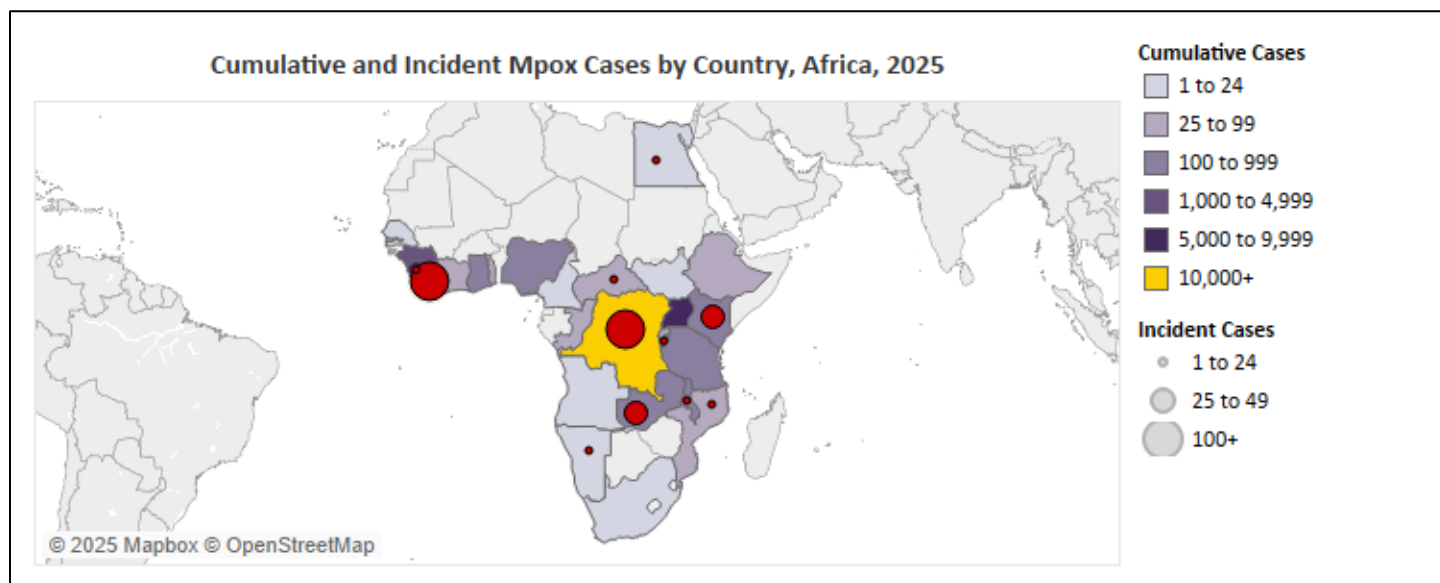 Cumulative and Incident Mpox Cases by Country, Africa, 2025
Cumulative Cases
1 to 24
25 to 99
100 to 999
1,000 to 4,999
5,000 to 9,999
10,000+
Incident Cases
1 to 24
25 to 49
100+
© 2025 Mapbox © OpenStreetMap